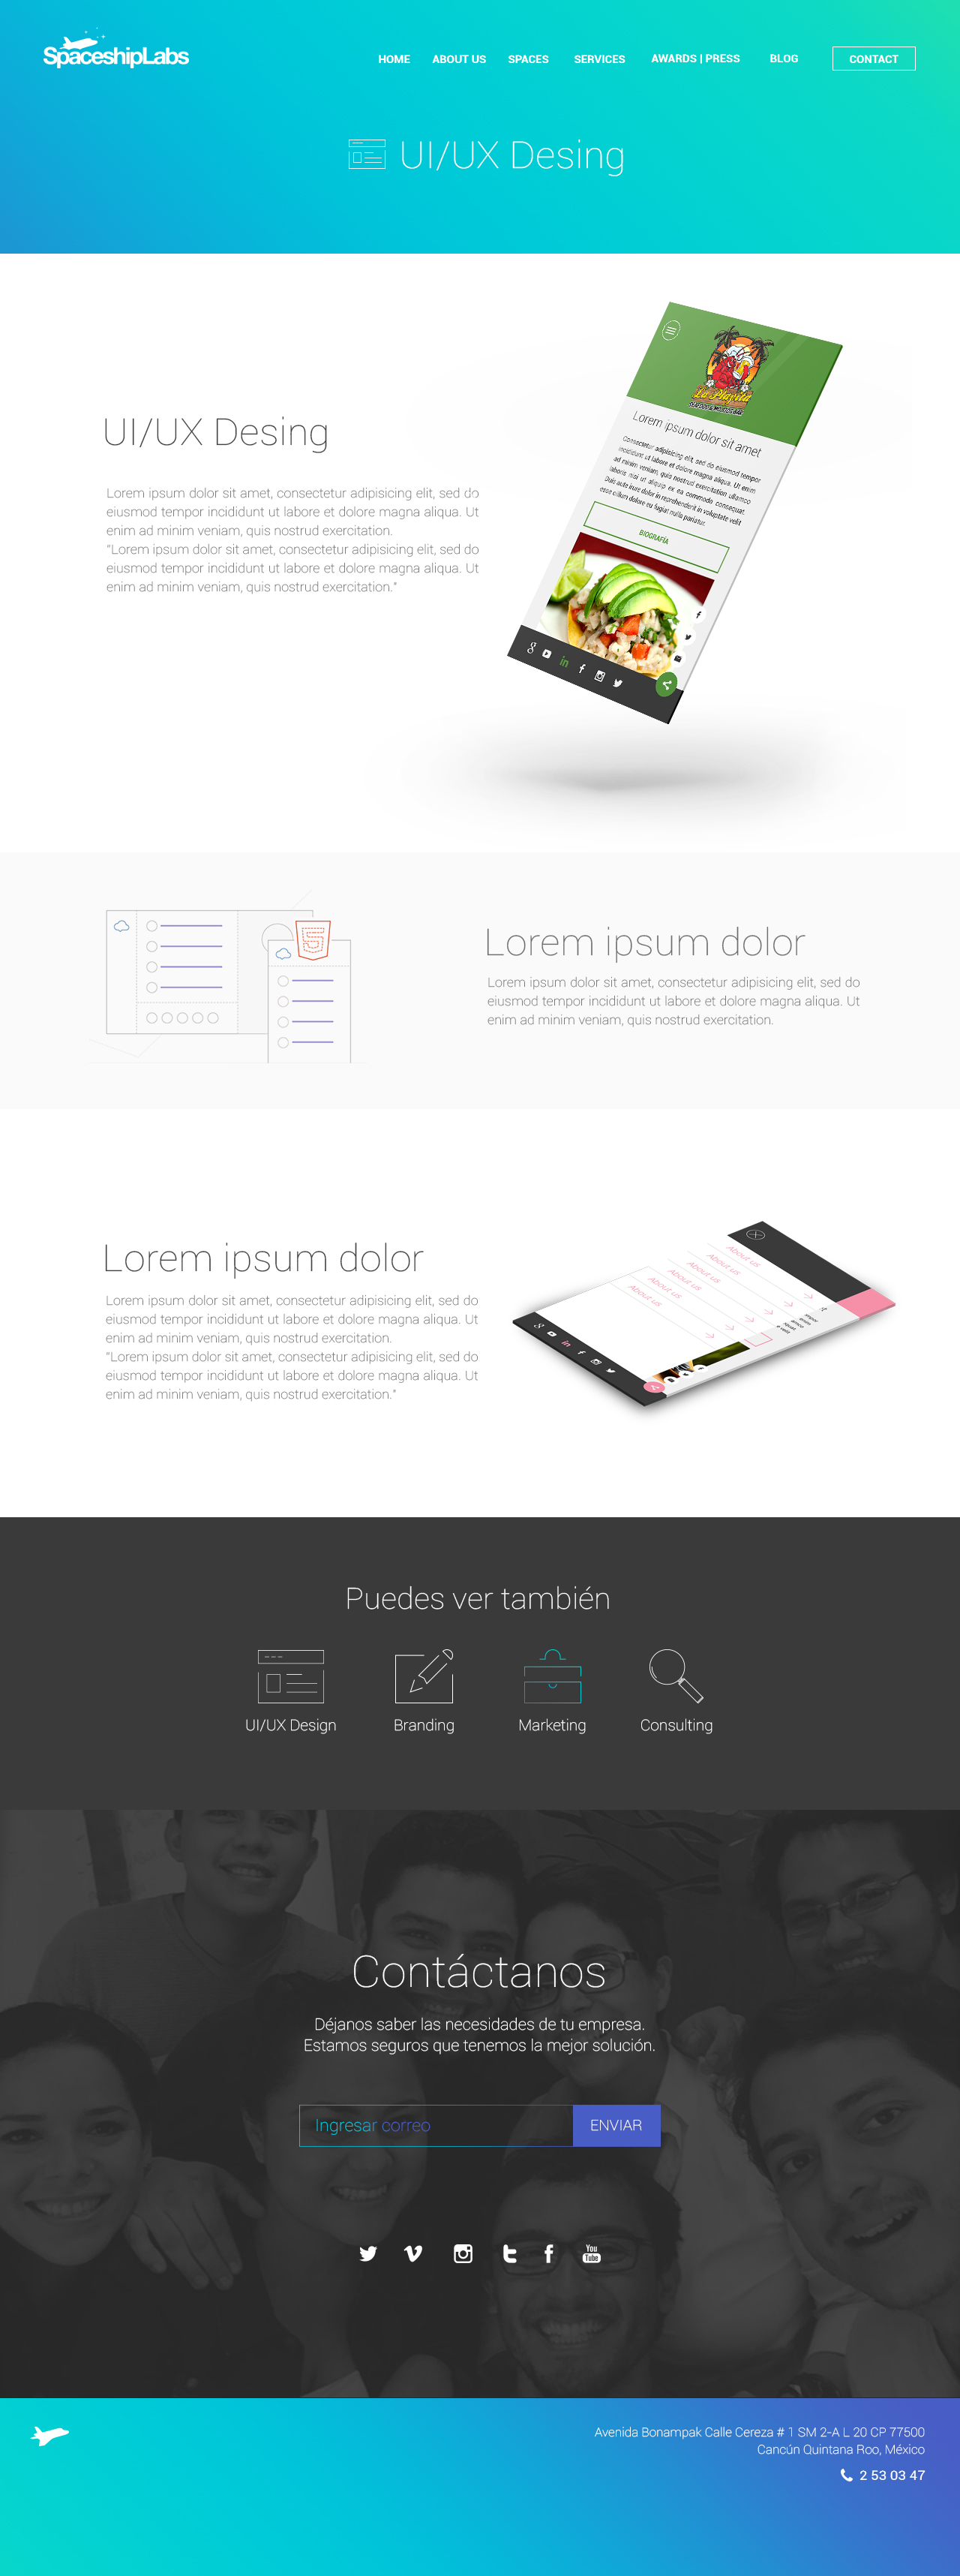 SpaceshipLabs
HOME ABOUT US SPACES SERVICES AWARDS | PRESS BLOG CONTACT
UI/UX Desing
La Playita
Lorem ipsum dolor sit amet
Consectetur adipisicing elit, sed do eiusmod tempor
incididunt ut labore et dolore magna aliqua. Ut enim
ad minim veniam, quis nostrud exercitation ullamco
laboris nisi ut aliquip ex ea commodo consequat.
Duis aute irure dolor in reprehenderit in voluptate velit
esse cillum dolore eu fugiat nulla pariatur.
BIOGRAFÍA
UI/UX Desing
Lorem ipsum dolor sit amet, consectetur adipisicing elit, sed do
eiusmod tempor incididunt ut labore et dolore magna aliqua. Ut
enim ad minim veniam, quis nostrud exercitation.
"Lorem ipsum dolor sit amet, consectetur adipisicing elit, sed do
eiusmod tempor incididunt ut labore et dolore magna aliqua. Ut
enim ad minim veniam, quis nostrud exercitation."
Lorem ipsum dolor
Lorem ipsum dolor sit amet, consectetur adipisicing elit, sed do
eiusmod tempor incididunt ut labore et dolore magna aliqua. Ut
enim ad minim veniam, quis nostrud exercitation.
Lorem ipsum dolor
Lorem ipsum dolor sit amet, consectetur adipisicing elit, sed do
eiusmod tempor incididunt ut labore et dolore magna aliqua. Ut
enim ad minim veniam, quis nostrud exercitation.
"Lorem ipsum dolor sit amet, consectetur adipisicing elit, sed do
eiusmod tempor incididunt ut labore et dolore magna aliqua. Ut
enim ad minim veniam, quis nostrud exercitation."
About us
About us
About us
About us
About us
About us
Puedes ver también
UI/UX Design Branding Marketing Consulting
Contáctanos
Déjanos saber las necesidades de tu empresa.
Estamos seguros que tenemos la mejor solución.
Ingresar correo ENVIAR
You
Tube
Avenida Bonampak Calle Cereza # 1 SM 2-A L 20 CP 77500
Cancún Quintana Roo, México
2 53 03 47